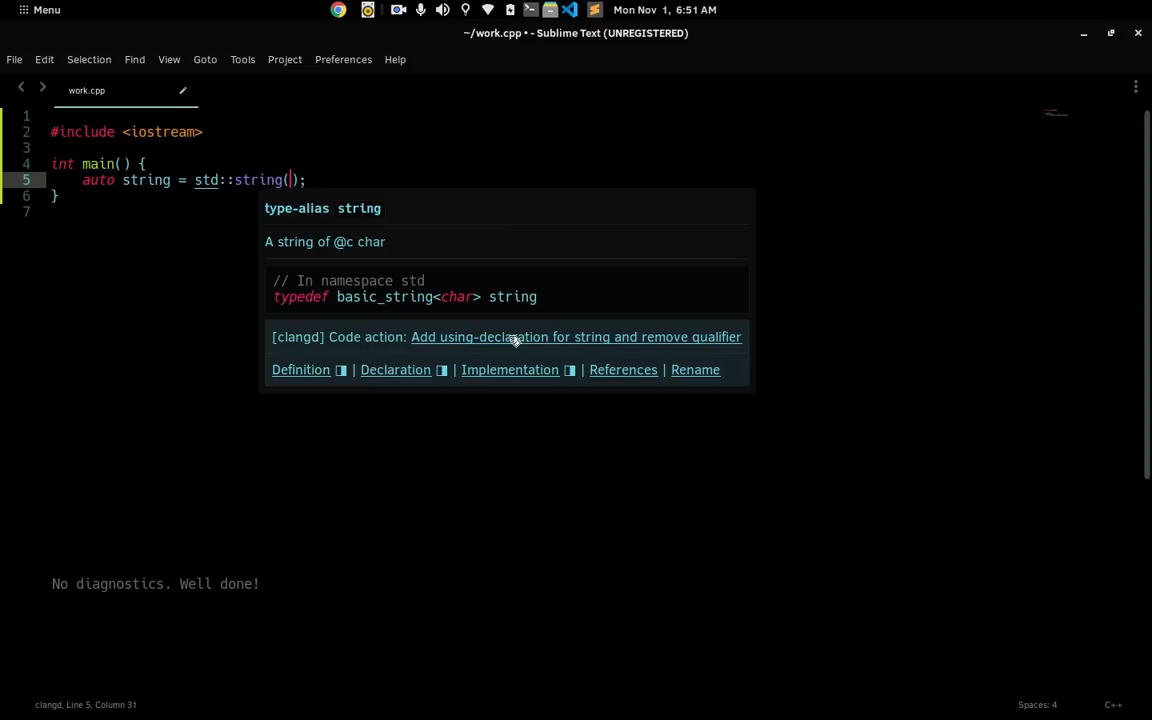 Menu
Mon Nov 1, 6:51 AM
~/work.cpp • - Sublime Text (UNREGISTERED)
File Edit Selection Find View Goto Tools Project Preferences Help
work.cpp
1
2 #include <iostream>
3
4 int main() {
5 auto string = std::string();
6 }
7
type-alias string
A string of @c char
// In namespace std
typedef basic_string<char> string
[clangd] Code action: Add using-declaration for string and remove qualifier
Definition ◨ | Declaration ◨ | Implementation ◨ | References | Rename
No diagnostics. Well done!
clangd, Line 5, Column 31
Spaces: 4
C++